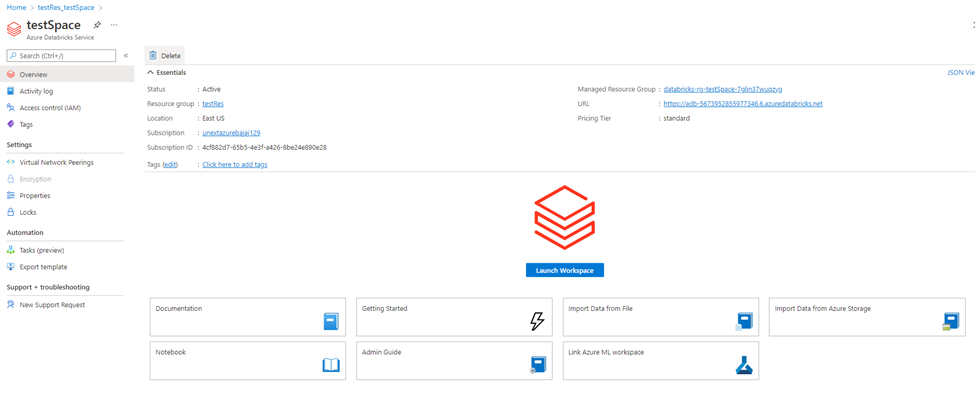 Home > testRes_testSpace >
testSpace ...
Azure Databricks Service
Search (Ctrl+/) «
Delete
Overview
Activity log
Access control (IAM)
Tags
Settings
Virtual Network Peerings
Encryption
Properties
Locks
Automation
Tasks (preview)
Export template
Support + troubleshooting
New Support Request
Essentials
JSON Vie
Status : Active
Resource group : testRes
Location : East US
Subscription : unextazurebajaj129
Subscription ID : 4cf882d7-65b5-4e3f-a426-8be24e890e28
Tags (edit) : Click here to add tags
Managed Resource Group : databricks-rg-testSpace-7glin37wuqzvg
URL : https://adb-5673952855977346.6.azuredatabricks.net
Pricing Tier : standard
Launch Workspace
Documentation
Getting Started
Import Data from File
Import Data from Azure Storage
Notebook
Admin Guide
Link Azure ML workspace